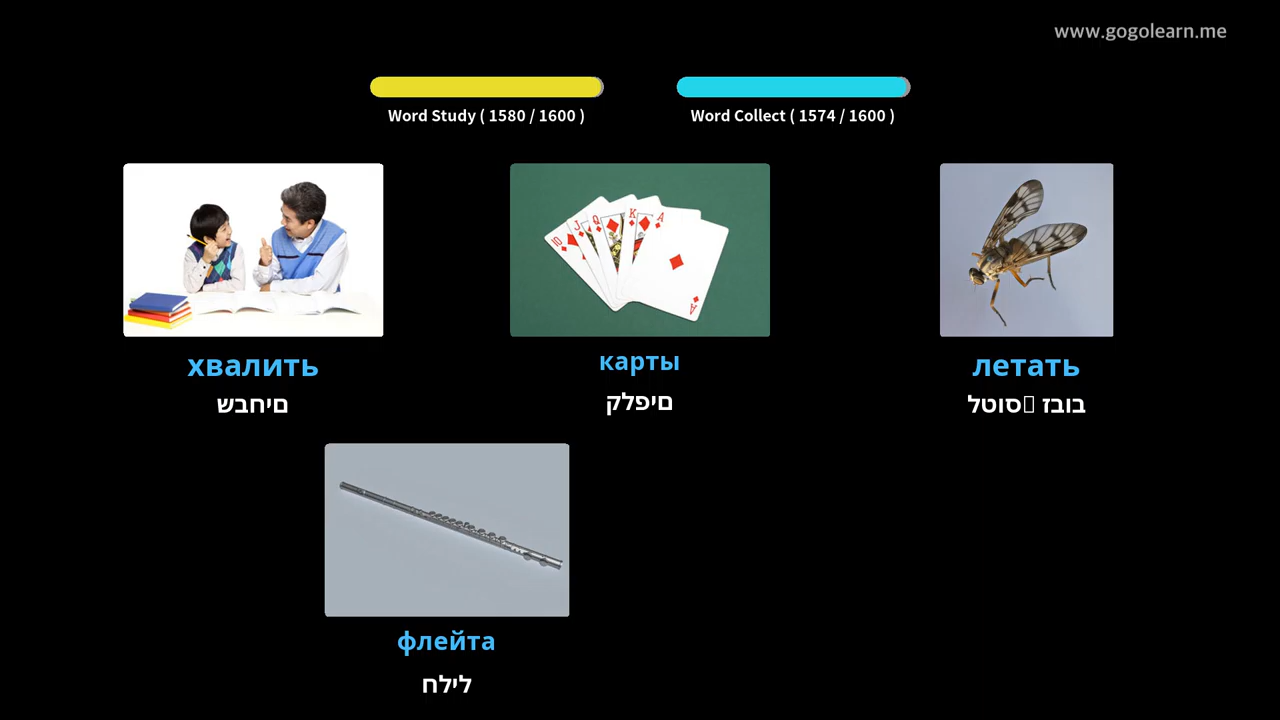 www.gogolearn.me
Word Study ( 1580 / 1600 )
Word Collect ( 1574 / 1600 )
хвалить
שבחים
карты
קלפים
летать
לטוס זבוב
флейта
חליל